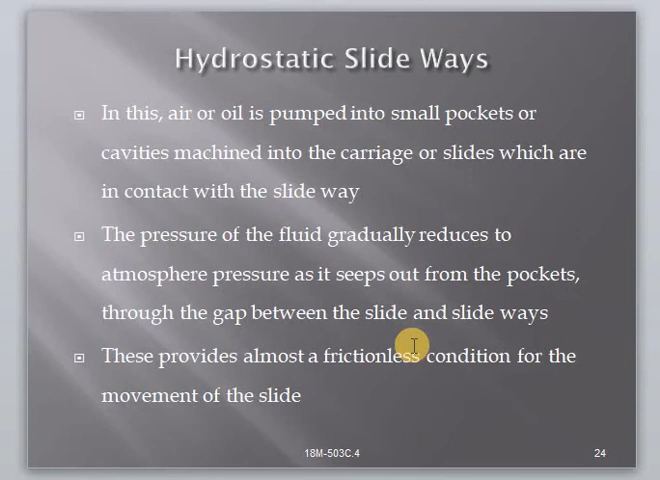 Hydrostatic Slide Ways
In this, air or oil is pumped into small pockets or
cavities machined into the carriage or slides which are
in contact with the slide way
The pressure of the fluid gradually reduces to
atmosphere pressure as it seeps out from the pockets,
through the gap between the slide and slide ways
These provides almost a frictionless condition for the
movement of the slide
18M-503C.4
24